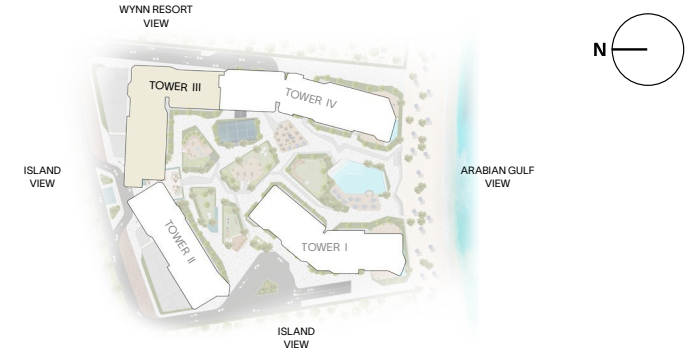 WYNN RESORT
VIEW
N
TOWER III
TOWER IV
ISLAND
VIEW
ARABIAN GULF
VIEW
TOWER II
TOWER I
ISLAND
VIEW